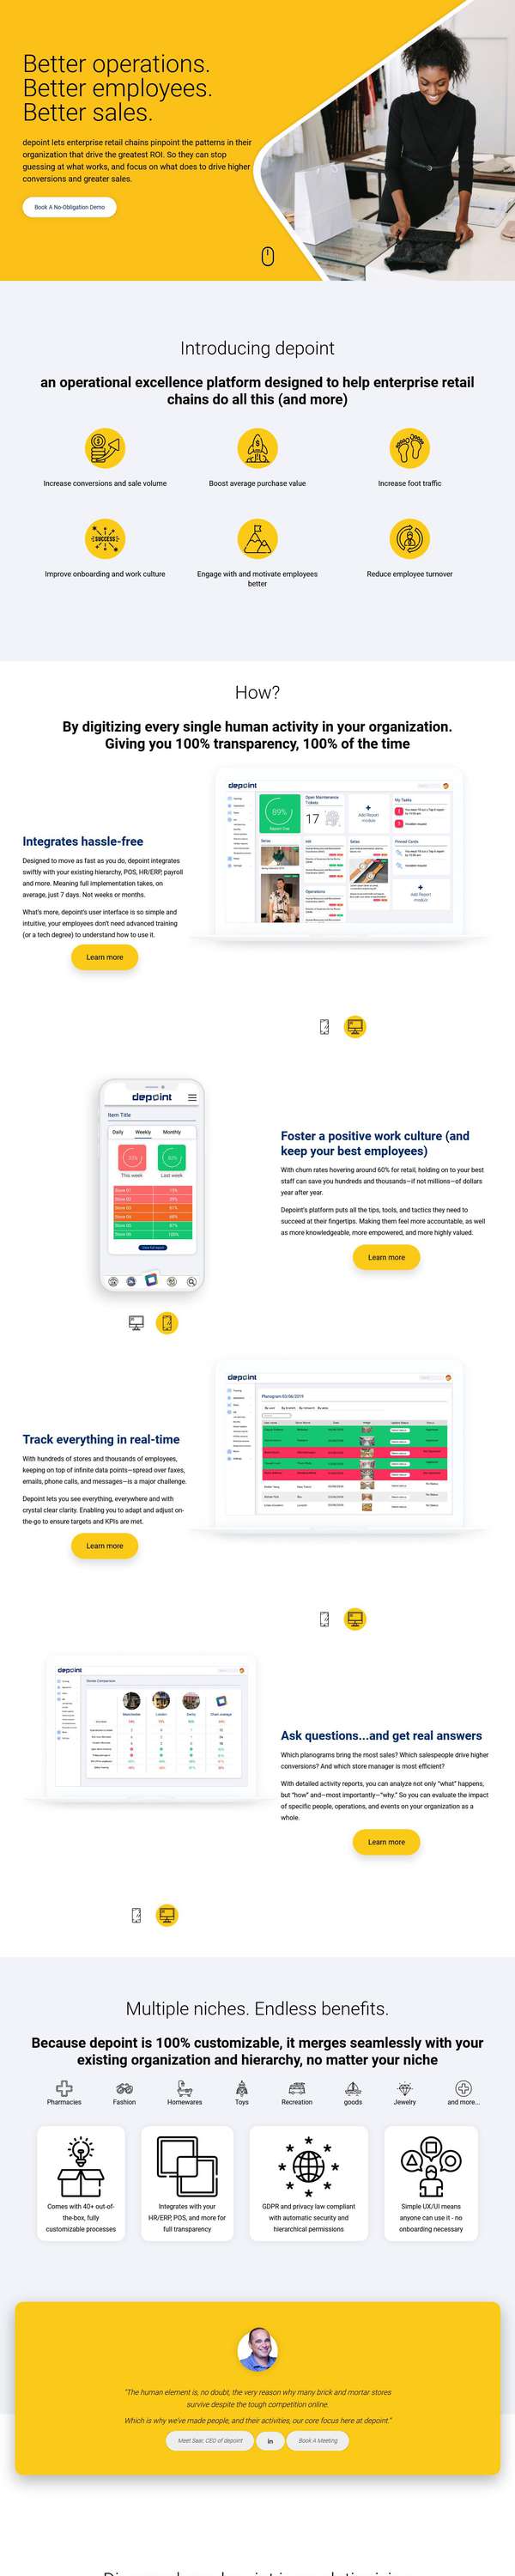 Better operations.
Better employees.
Better sales.
depoint lets enterprise retail chains pinpoint the patterns in their
organization that drive the greatest ROI. So they can stop
guessing at what works, and focus on what does to drive higher
conversions and greater sales.
Book A No-Obligation Demo
Introducing depoint
an operational excellence platform designed to help enterprise retail
chains do all this (and more)
Increase conversions and sale volume
Boost average purchase value
Increase foot traffic
SUCCESS
Improve onboarding and work culture
Engage with and motivate employees
better
Reduce employee turnover
How?
By digitizing every single human activity in your organization.
Giving you 100% transparency, 100% of the time
depoint
89%
Open Maintenance
Tickets
17
Add Report
My Tasks
Pinned Cards
Operations
Add Report
Integrates hassle-free
Designed to move as fast as you do, depoint integrates
swiftly with your existing hierarchy, POS, HR/ERP, payroll
and more. Meaning full implementation takes, on
average, just 7 days. Not weeks or months.
What's more, depoint's user interface is so simple and
intuitive, your employees don't need advanced training
(or a tech degree) to understand how to use it.
Learn more
depoint
Item Title
Daily
Weekly
Monthly
This week
Last week
Foster a positive work culture (and
keep your best employees)
With churn rates hovering around 60% for retail, holding on to your best
staff can save you hundreds and thousands—if not millions—of dollars
year after year.
Depoint's platform puts all the tips, tools, and tactics they need to
succeed at their fingertips. Making them feel more accountable, as well
as more knowledgeable, more empowered, and more highly valued.
Learn more
depoint
Planogram 03/06/2019
Track everything in real-time
With hundreds of stores and thousands of employees,
keeping on top of infinite data points—spread over faxes,
emails, phone calls, and messages—is a major challenge.
Depoint lets you see everything, everywhere and with
crystal clear clarity. Enabling you to adapt and adjust on-
the-go to ensure targets and KPIs are met.
Learn more
depoint
Stores Comparison
Manchester
London
Derby
Chain average
Ask questions...and get real answers
Which planograms bring the most sales? Which salespeople drive higher
conversions? And which store manager is most efficient?
With detailed activity reports, you can analyze not only "what" happens,
but "how" and—most importantly—"why." So you can evaluate the impact
of specific people, operations, and events on your organization as a
whole.
Learn more
Multiple niches. Endless benefits.
Because depoint is 100% customizable, it merges seamlessly with your
existing organization and hierarchy, no matter your niche
Pharmacies
Fashion
Homewares
Toys
Recreation
goods
Jewelry
and more...
Comes with 40+ out-of-
the-box, fully
customizable processes
Integrates with your
HR/ERP, POS, and more for
full transparency
GDPR and privacy law compliant
with automatic security and
hierarchical permissions
Simple UX/UI means
anyone can use it - no
onboarding necessary
"The human element is, no doubt, the very reason why many brick and mortar stores
survive despite the tough competition online.
Which is why we've made people, and their activities, our core focus here at depoint."
Meet Saar, CEO of depoint
in
Book A Meeting